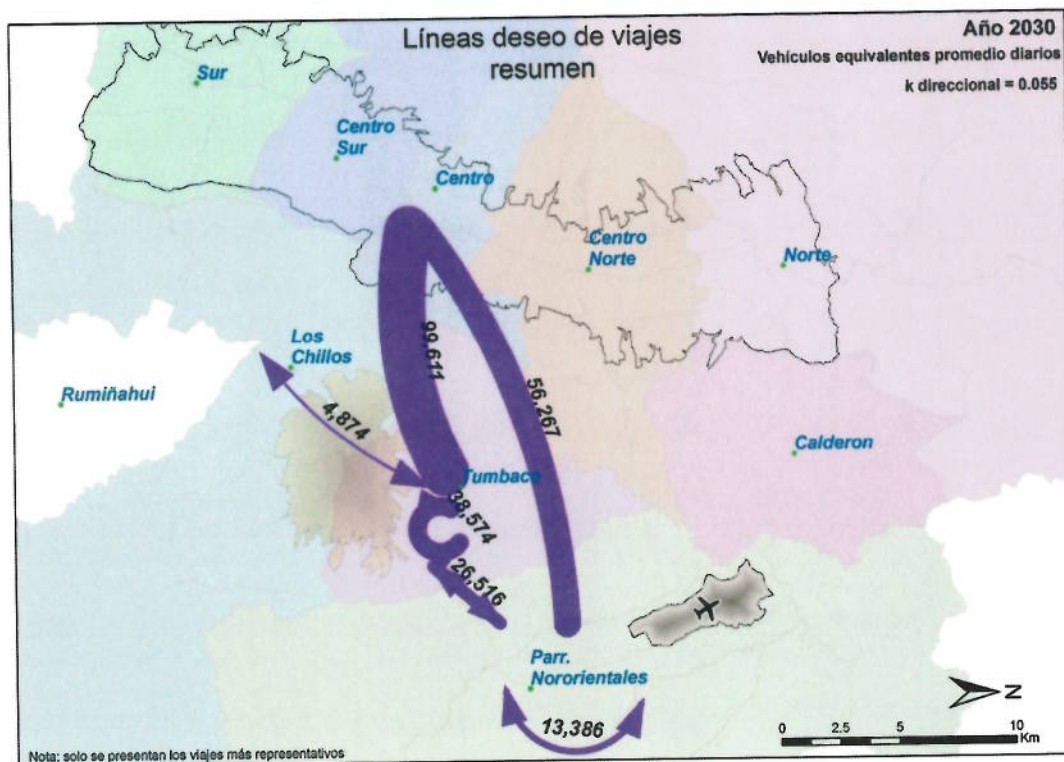 Líneas deseo de viajes
resumen
Año 2030
Vehículos equivalentes promedio diarios
k direccional = 0.055
Sur
Centro
Sur
Centro
Centro
Norte
Norte
Los
Chillos
Rumiñahui
99,611
56,267
4,874
Calderon
Tumbaco
38,574
26,516
Parr.
Nororientales
13,386
N
0 2.5 5 10
Km
Nota: solo se presentan los viajes más representativos